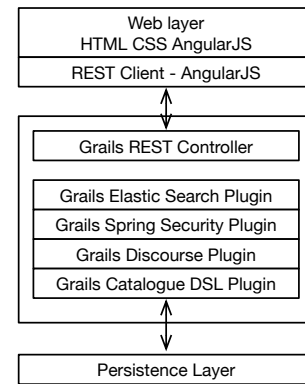 Web layer
HTML CSS AngularJS
REST Client - AngularJS
Grails REST Controller
Grails Elastic Search Plugin
Grails Spring Security Plugin
Grails Discourse Plugin
Grails Catalogue DSL Plugin
Persistence Layer